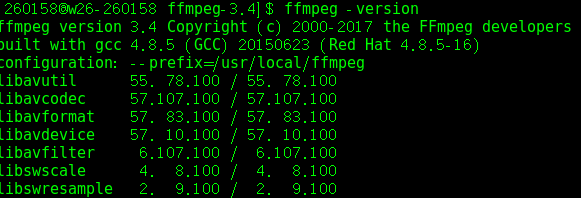 260158@w26-260158 ffmpeg-3.4]$ ffmpeg -version
ffmpeg version 3.4 Copyright (c) 2000-2017 the FFmpeg developers
built with gcc 4.8.5 (GCC) 20150623 (Red Hat 4.8.5-16)
configuration: --prefix=/usr/local/ffmpeg
libavutil      55. 78.100 / 55. 78.100
libavcodec     57.107.100 / 57.107.100
libavformat    57. 83.100 / 57. 83.100
libavdevice    57. 10.100 / 57. 10.100
libavfilter     6.107.100 /  6.107.100
libswscale      4.  8.100 /  4.  8.100
libswresample   2.  9.100 /  2.  9.100